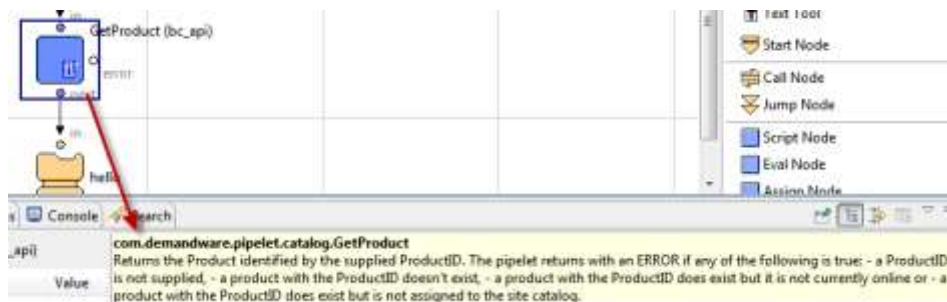 in
Text Tool
GetProduct (bc_api)
Start Node
error
Call Node
next
Jump Node
in
Script Node
hello
Eval Node
Assign Node
s Console Search
_api)
com.demandware.pipelet.catalog.GetProduct
Returns the Product identified by the supplied ProductID. The pipelet returns with an ERROR if any of the following is true: - a ProductID
Value
is not supplied, - a product with the ProductID doesn't exist, - a product with the ProductID does exist but it is not currently online or - a
product with the ProductID does exist but is not assigned to the site catalog.